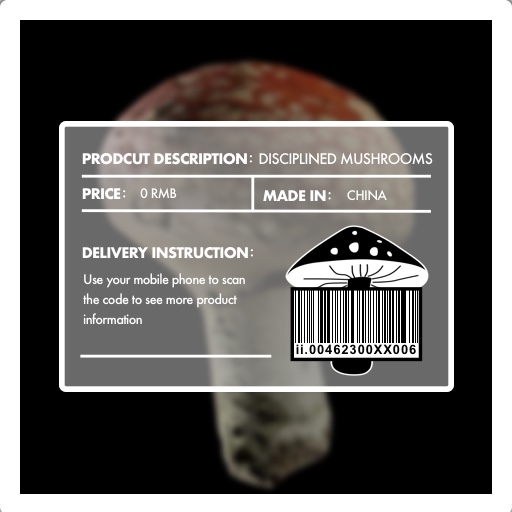 PRODCUT DESCRIPTION: DISCIPLINED MUSHROOMS
PRICE: 0 RMB
MADE IN: CHINA
DELIVERY INSTRUCTION:
Use your mobile phone to scan
the code to see more product
information
ii.00462300XX006